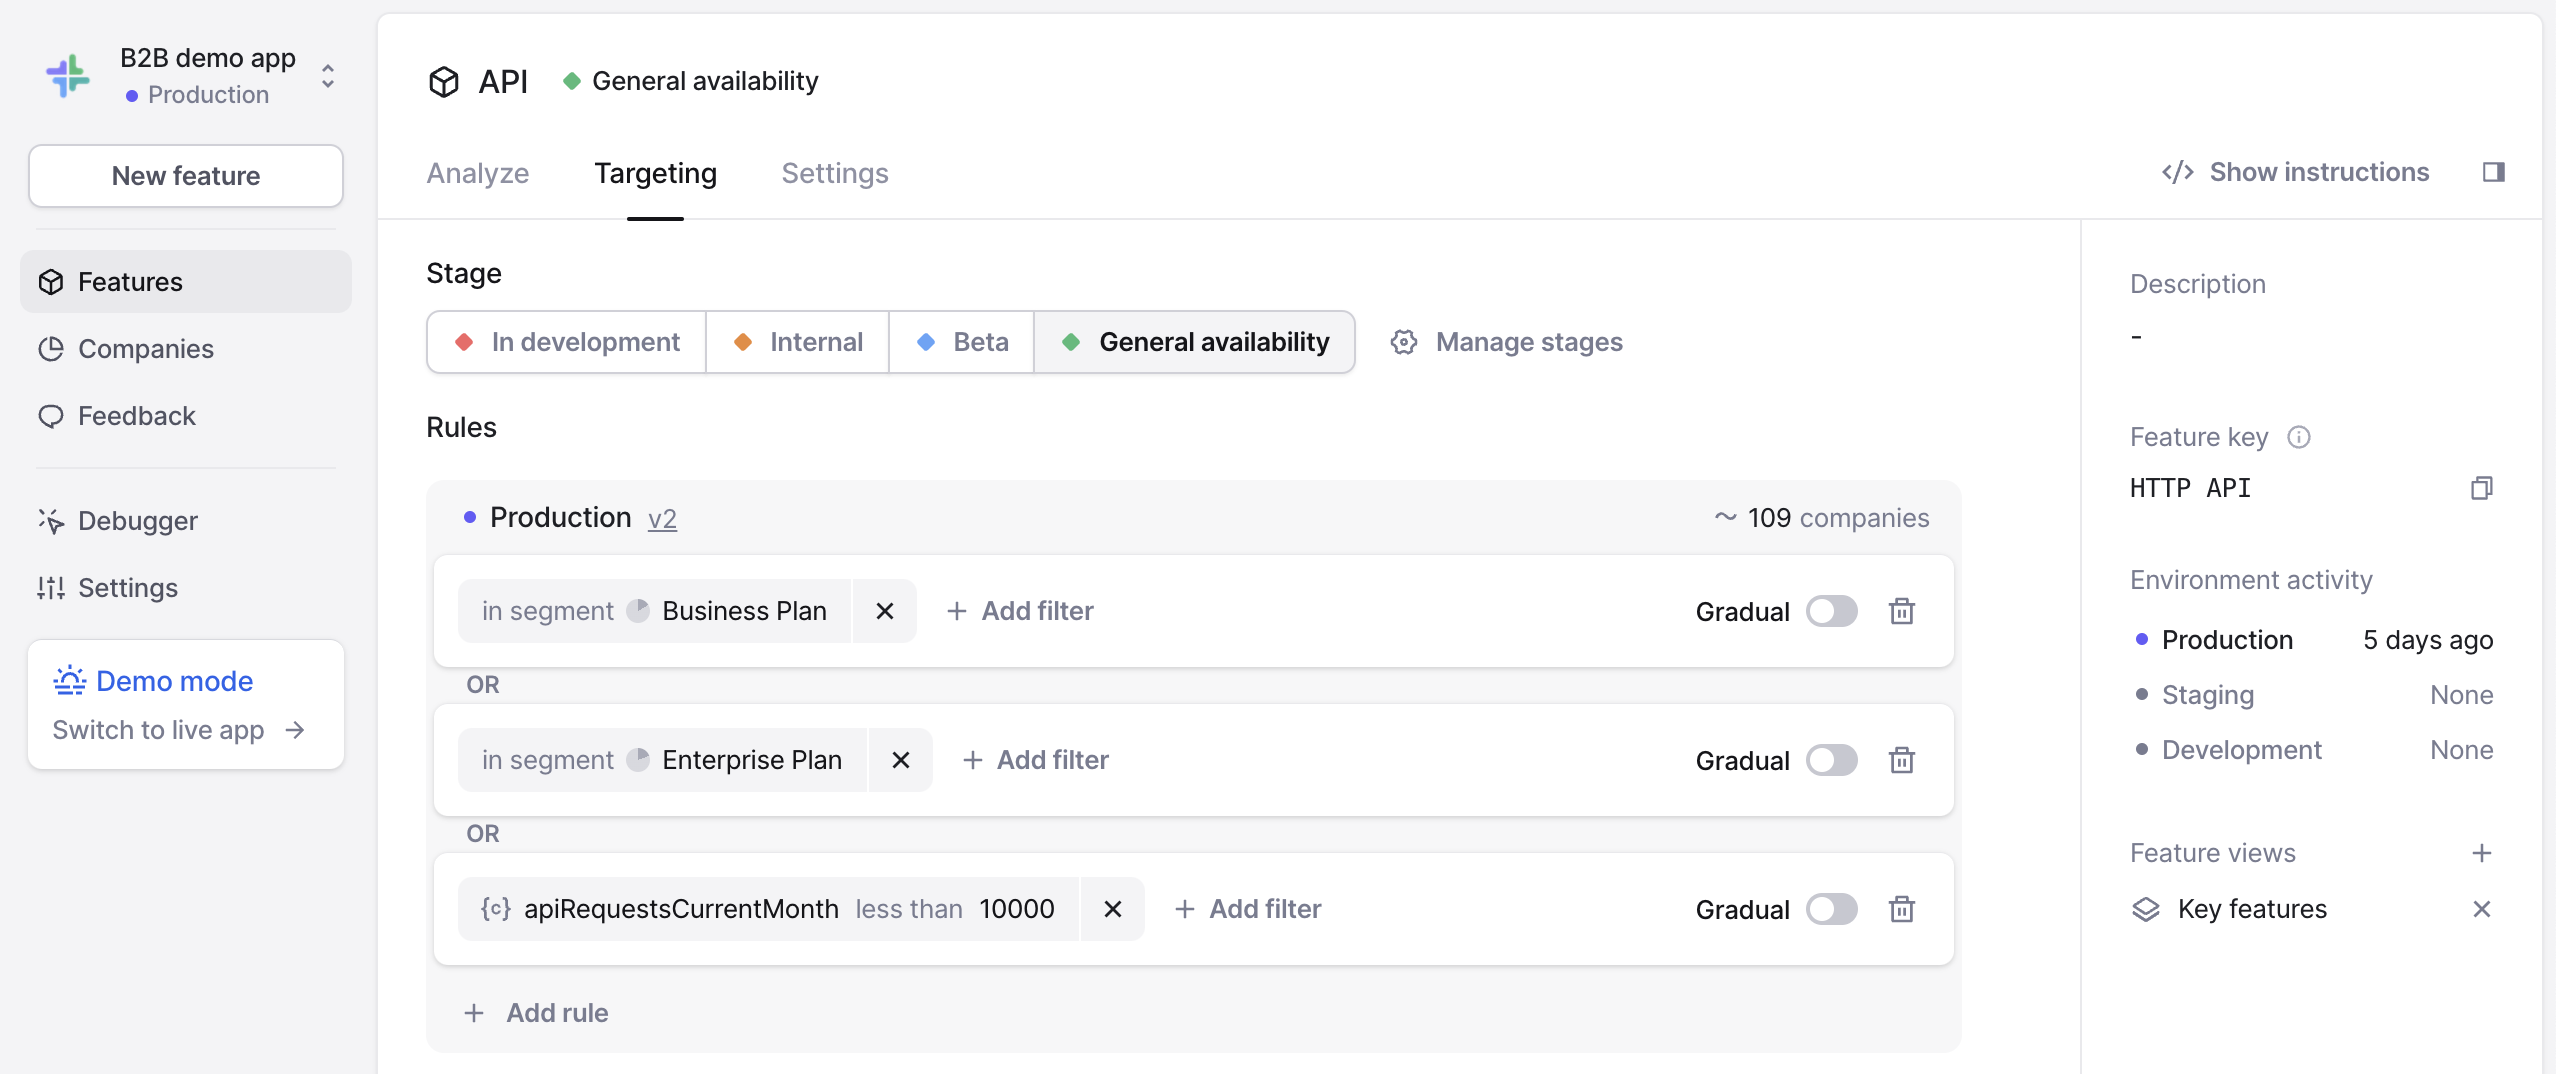 B2B demo app
Production
New feature
Features
Companies
Feedback
Debugger
Settings
Demo mode
Switch to live app →
API
General availability
Analyze
Targeting
Settings
</> Show instructions
Stage
In development
Internal
Beta
General availability
Manage stages
Rules
Production v2
~ 109 companies
in segment Business Plan
+ Add filter
Gradual
OR
in segment Enterprise Plan
+ Add filter
Gradual
OR
{c} apiRequestsCurrentMonth less than 10000
+ Add filter
Gradual
+ Add rule
Description
-
Feature key
HTTP API
Environment activity
Production 5 days ago
Staging None
Development None
Feature views
Key features